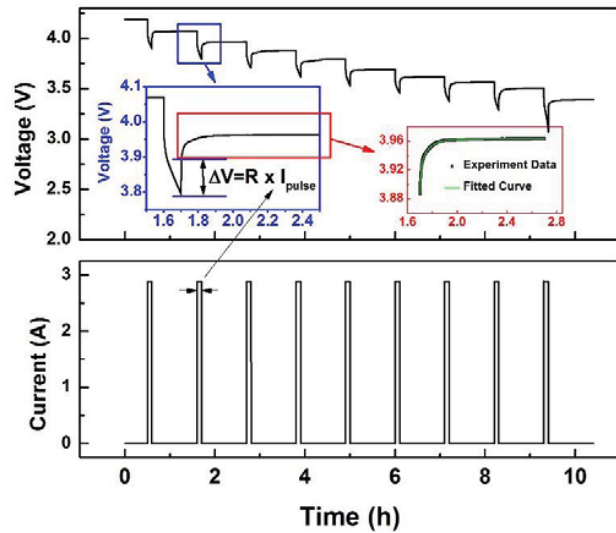 4.0
3.5
3.0
2.5
2.0
Voltage (V)
4.1
4.0
3.9
3.8
Voltage (V)
1.6 1.8 2.0 2.2 2.4
ΔV=R x I pulse
3.96
3.92
3.88
1.6 2.0 2.4 2.8
Experiment Data
Fitted Curve
3
2
1
0
Current (A)
0 2 4 6 8 10
Time (h)